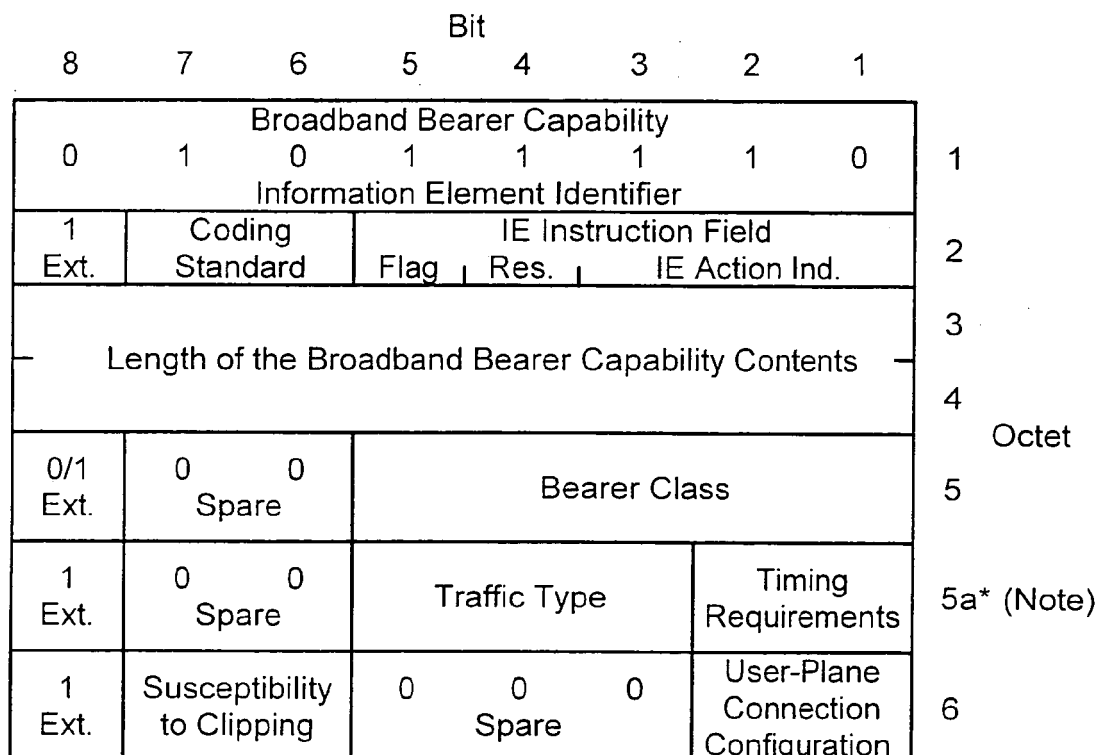 Bit
8 7 6 5 4 3 2 1
Broadband Bearer Capability
0 1 0 1 1 1 1 0 1
Information Element Identifier
1 Coding IE Instruction Field 2
Ext. Standard Flag Res. IE Action Ind.
3
Length of the Broadband Bearer Capability Contents
4
Octet
0/1 0 0 Bearer Class 5
Ext. Spare
1 0 0 Traffic Type Timing 5a* (Note)
Ext. Spare Requirements
1 Susceptibility 0 0 0 User-Plane 6
Ext. to Clipping Spare Connection
Configuration